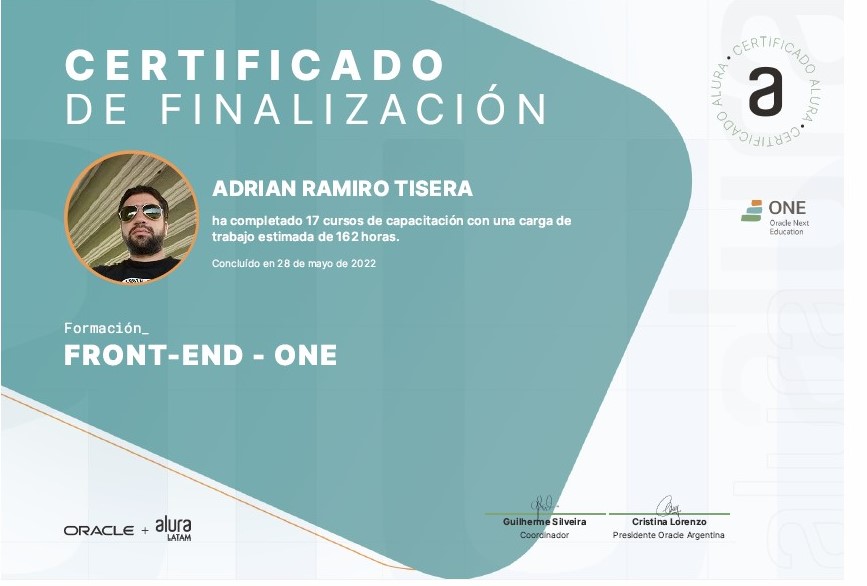 CERTIFICADO
DE FINALIZACIÓN
CERTIFICADO ALURA • CERTIFICADO ALURA •
a
ADRIAN RAMIRO TISERA
ha completado 17 cursos de capacitación con una carga de
trabajo estimada de 162 horas.
Concluído en 28 de mayo de 2022
ONE
Oracle Next
Education
Formación_
FRONT-END - ONE
ORACLE + alura
LATAM
Guilherme Silveira
Coordinador
Cristina Lorenzo
Presidente Oracle Argentina